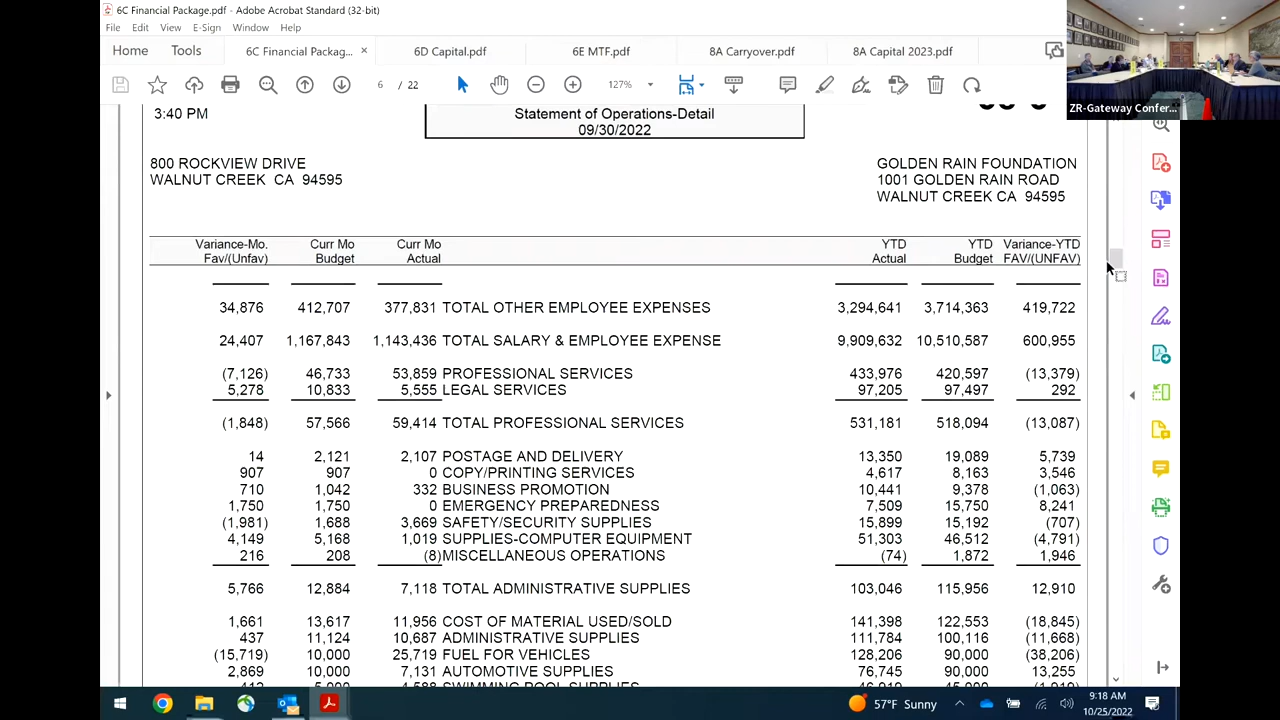 6C Financial Package.pdf - Adobe Acrobat Standard (32-bit)
File Edit View E-Sign Window Help
Home Tools 6C Financial Packag... × 6D Capital.pdf 6E MTF.pdf 8A Carryover.pdf 8A Capital 2023.pdf
6 / 22 127%
ZR-Gateway Confer...
3:40 PM
Statement of Operations-Detail
09/30/2022
800 ROCKVIEW DRIVE
WALNUT CREEK CA 94595
GOLDEN RAIN FOUNDATION
1001 GOLDEN RAIN ROAD
WALNUT CREEK CA 94595
Variance-Mo. Curr Mo Curr Mo YTD YTD Variance-YTD
Fav/(Unfav) Budget Actual Actual Budget FAV/(UNFAV)
34,876 412,707 377,831 TOTAL OTHER EMPLOYEE EXPENSES 3,294,641 3,714,363 419,722
24,407 1,167,843 1,143,436 TOTAL SALARY & EMPLOYEE EXPENSE 9,909,632 10,510,587 600,955
(7,126) 46,733 53,859 PROFESSIONAL SERVICES 433,976 420,597 (13,379)
5,278 10,833 5,555 LEGAL SERVICES 97,205 97,497 292
(1,848) 57,566 59,414 TOTAL PROFESSIONAL SERVICES 531,181 518,094 (13,087)
14 2,121 2,107 POSTAGE AND DELIVERY 13,350 19,089 5,739
907 907 0 COPY/PRINTING SERVICES 4,617 8,163 3,546
710 1,042 332 BUSINESS PROMOTION 10,441 9,378 (1,063)
1,750 1,750 0 EMERGENCY PREPAREDNESS 7,509 15,750 8,241
(1,981) 1,688 3,669 SAFETY/SECURITY SUPPLIES 15,899 15,192 (707)
4,149 5,168 1,019 SUPPLIES-COMPUTER EQUIPMENT 51,303 46,512 (4,791)
216 208 (8) MISCELLANEOUS OPERATIONS (74) 1,872 1,946
5,766 12,884 7,118 TOTAL ADMINISTRATIVE SUPPLIES 103,046 115,956 12,910
1,661 13,617 11,956 COST OF MATERIAL USED/SOLD 141,398 122,553 (18,845)
437 11,124 10,687 ADMINISTRATIVE SUPPLIES 111,784 100,116 (11,668)
(15,719) 10,000 25,719 FUEL FOR VEHICLES 128,206 90,000 (38,206)
2,869 10,000 7,131 AUTOMOTIVE SUPPLIES 76,745 90,000 13,255
SWIMMING POOL SUPPLIES
57°F Sunny
9:18 AM
10/25/2022